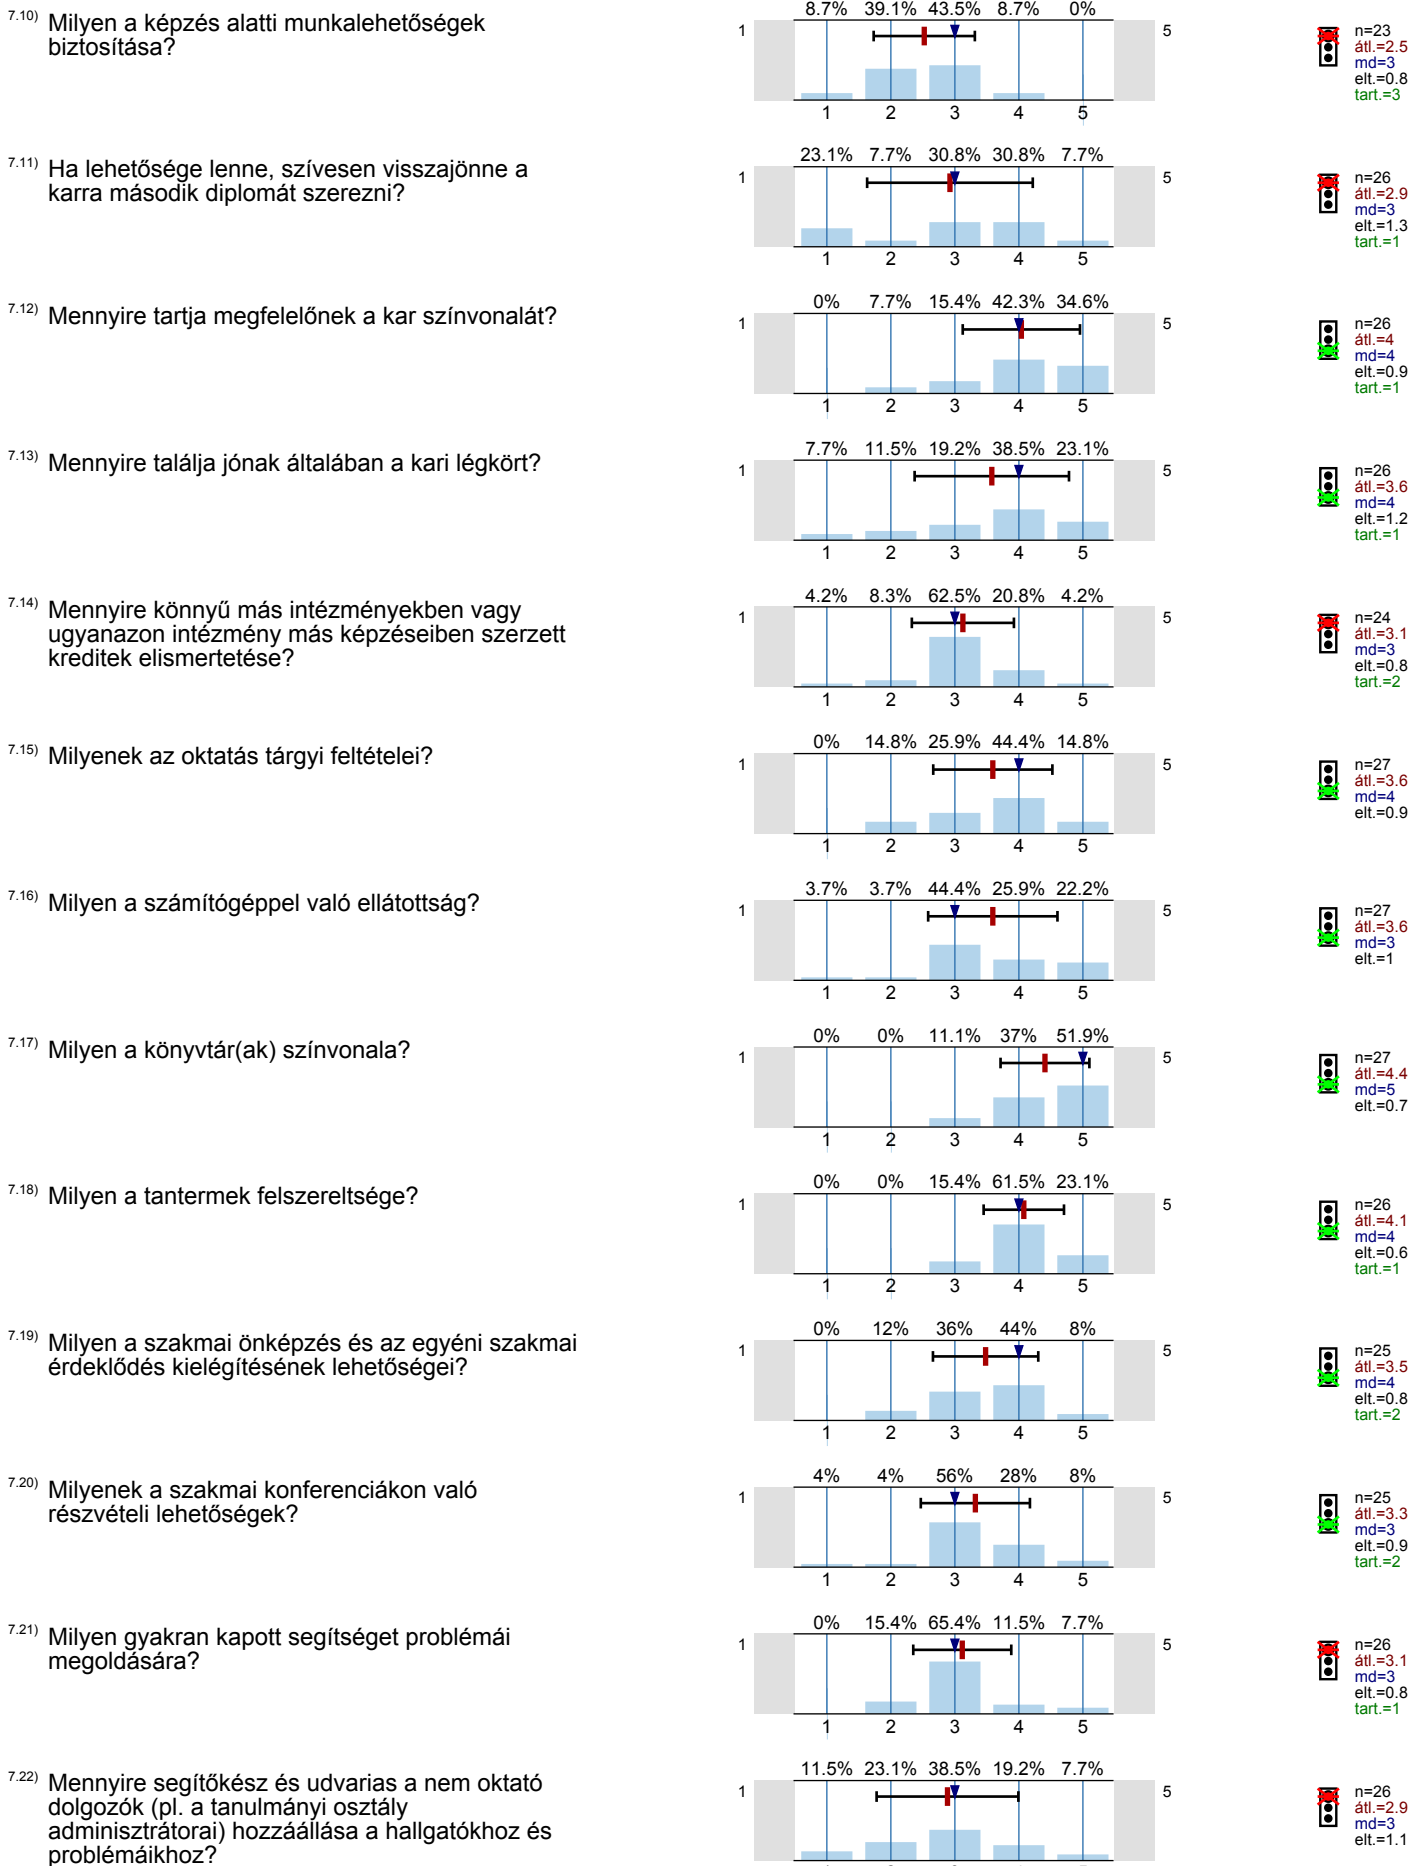 7.10) Milyen a képzés alatti munkalehetőségek
biztosítása?
8.7% 39.1% 43.5% 8.7% 0%
1 5
1 2 3 4 5
n=23
átl.=2.5
md=3
elt.=0.8
tart.=3
7.11) Ha lehetősége lenne, szívesen visszajönne a
karra második diplomát szerezni?
23.1% 7.7% 30.8% 30.8% 7.7%
1 5
1 2 3 4 5
n=26
átl.=2.9
md=3
elt.=1.3
tart.=1
7.12) Mennyire tartja megfelelőnek a kar színvonalát?
0% 7.7% 15.4% 42.3% 34.6%
1 5
1 2 3 4 5
n=26
átl.=4
md=4
elt.=0.9
tart.=1
7.13) Mennyire találja jónak általában a kari légkört?
7.7% 11.5% 19.2% 38.5% 23.1%
1 5
1 2 3 4 5
n=26
átl.=3.6
md=4
elt.=1.2
tart.=1
7.14) Mennyire könnyű más intézményekben vagy
ugyanazon intézmény más képzéseiben szerzett
kreditek elismertetése?
4.2% 8.3% 62.5% 20.8% 4.2%
1 5
1 2 3 4 5
n=24
átl.=3.1
md=3
elt.=0.8
tart.=2
7.15) Milyenek az oktatás tárgyi feltételei?
0% 14.8% 25.9% 44.4% 14.8%
1 5
1 2 3 4 5
n=27
átl.=3.6
md=4
elt.=0.9
7.16) Milyen a számítógéppel való ellátottság?
3.7% 3.7% 44.4% 25.9% 22.2%
1 5
1 2 3 4 5
n=27
átl.=3.6
md=3
elt.=1
7.17) Milyen a könyvtár(ak) színvonala?
0% 0% 11.1% 37% 51.9%
1 5
1 2 3 4 5
n=27
átl.=4.4
md=5
elt.=0.7
7.18) Milyen a tantermek felszereltsége?
0% 0% 15.4% 61.5% 23.1%
1 5
1 2 3 4 5
n=26
átl.=4.1
md=4
elt.=0.6
tart.=1
7.19) Milyen a szakmai önképzés és az egyéni szakmai
érdeklődés kielégítésének lehetőségei?
0% 12% 36% 44% 8%
1 5
1 2 3 4 5
n=25
átl.=3.5
md=4
elt.=0.8
tart.=2
7.20) Milyenek a szakmai konferenciákon való
részvételi lehetőségek?
4% 4% 56% 28% 8%
1 5
1 2 3 4 5
n=25
átl.=3.3
md=3
elt.=0.9
tart.=2
7.21) Milyen gyakran kapott segítséget problémái
megoldására?
0% 15.4% 65.4% 11.5% 7.7%
1 5
1 2 3 4 5
n=26
átl.=3.1
md=3
elt.=0.8
tart.=1
7.22) Mennyire segítőkész és udvarias a nem oktató
dolgozók (pl. a tanulmányi osztály
adminisztrátorai) hozzáállása a hallgatókhoz és
problémáikhoz?
11.5% 23.1% 38.5% 19.2% 7.7%
1 5
n=26
átl.=2.9
md=3
elt.=1.1